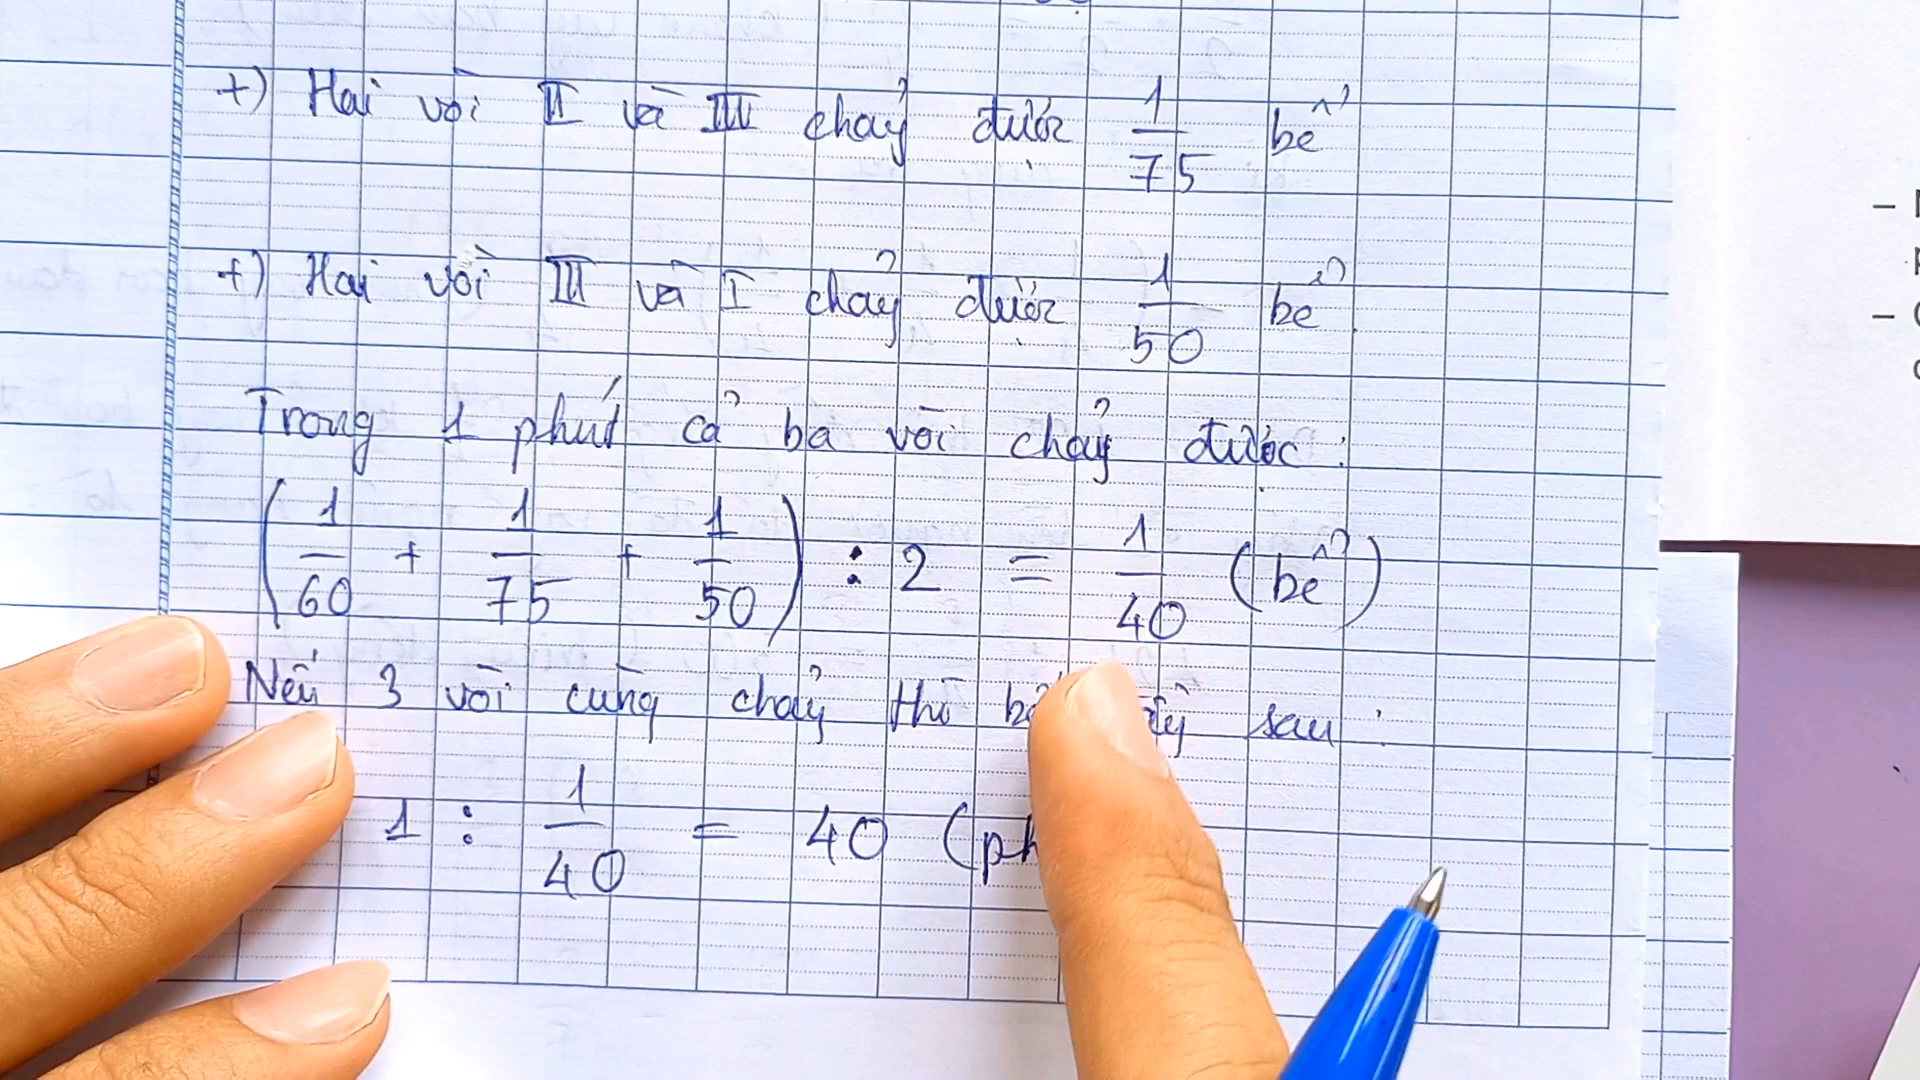 +) Hai vòi II và III chảy được 1/75 bể
+) Hai vòi III và I chảy được 1/50 bể.
Trong 1 phút cả ba vòi chảy được:
(1/60 + 1/75 + 1/50) : 2 = 1/40 (bể)
Nếu 3 vòi cùng chảy thì sau:
1 : 1/40 = 40 (ph